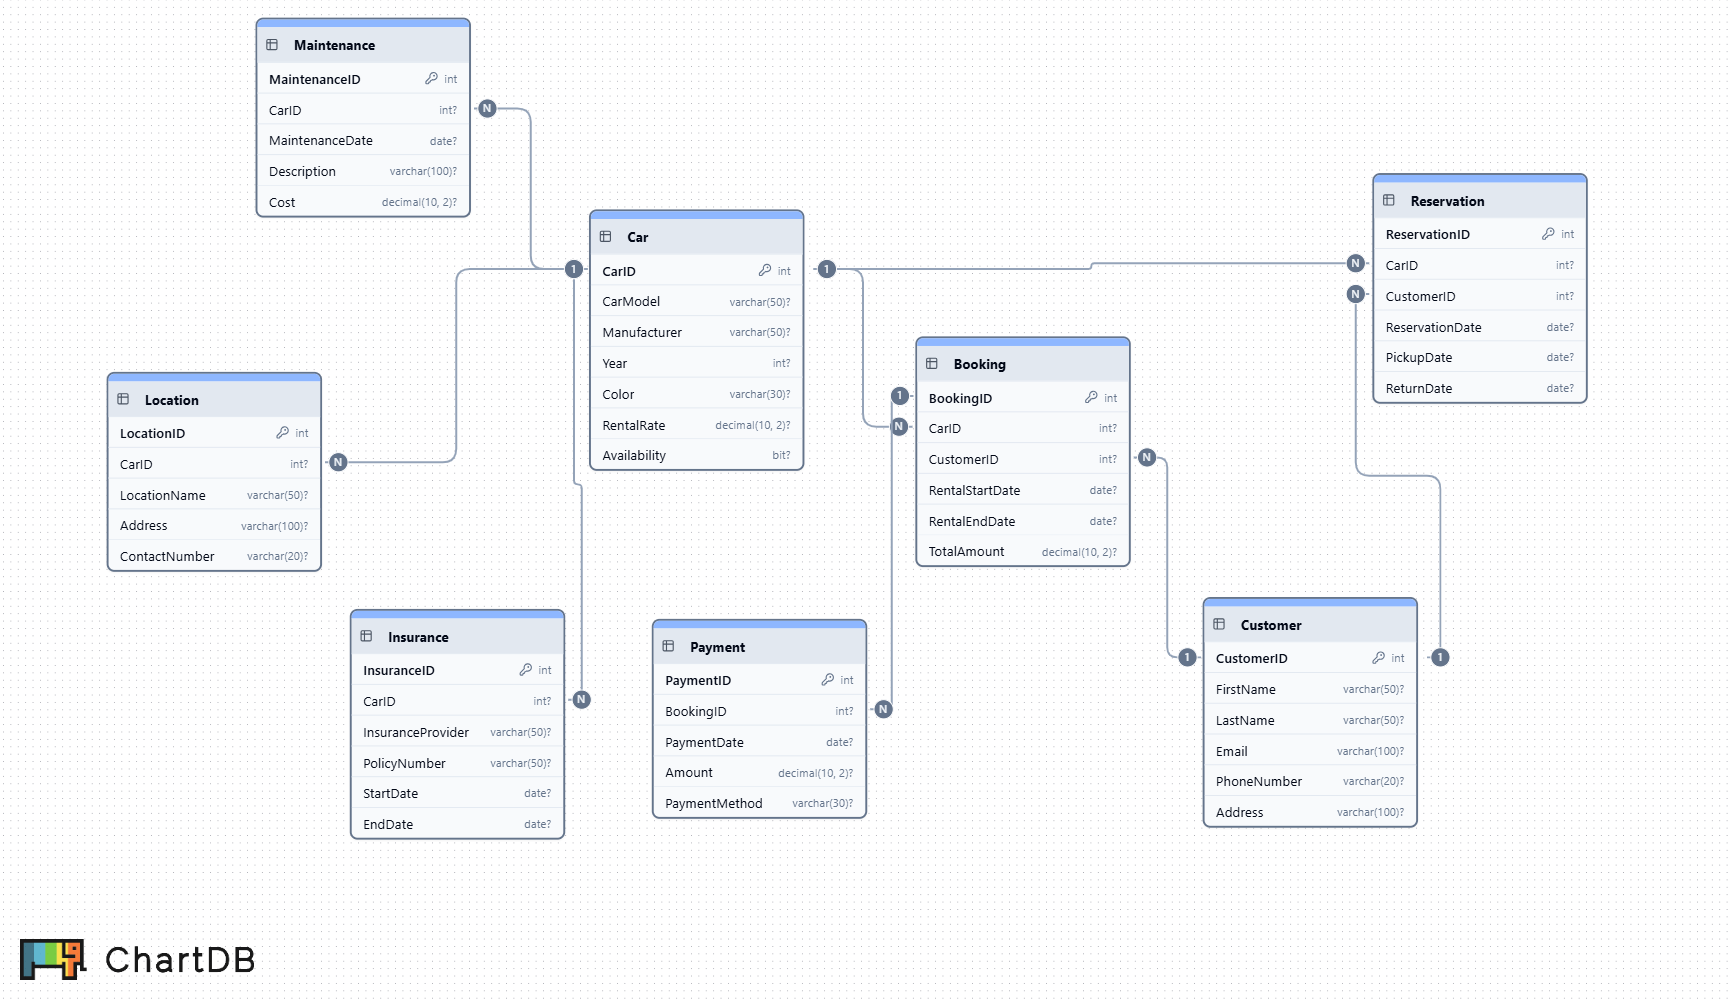 Maintenance
MaintenanceID int
CarID int?
MaintenanceDate date?
Description varchar(100)?
Cost decimal(10, 2)?
N
Car
CarID int
CarModel varchar(50)?
Manufacturer varchar(50)?
Year int?
Color varchar(30)?
RentalRate decimal(10, 2)?
Availability bit?
1
1
Reservation
ReservationID int
CarID int?
CustomerID int?
ReservationDate date?
PickupDate date?
ReturnDate date?
N
N
Booking
BookingID int
CarID int?
CustomerID int?
RentalStartDate date?
RentalEndDate date?
TotalAmount decimal(10, 2)?
1
N
N
Location
LocationID int
CarID int?
LocationName varchar(50)?
Address varchar(100)?
ContactNumber varchar(20)?
N
Insurance
InsuranceID int
CarID int?
InsuranceProvider varchar(50)?
PolicyNumber varchar(50)?
StartDate date?
EndDate date?
N
Payment
PaymentID int
BookingID int?
PaymentDate date?
Amount decimal(10, 2)?
PaymentMethod varchar(30)?
N
Customer
CustomerID int
FirstName varchar(50)?
LastName varchar(50)?
Email varchar(100)?
PhoneNumber varchar(20)?
Address varchar(100)?
1
1
ChartDB